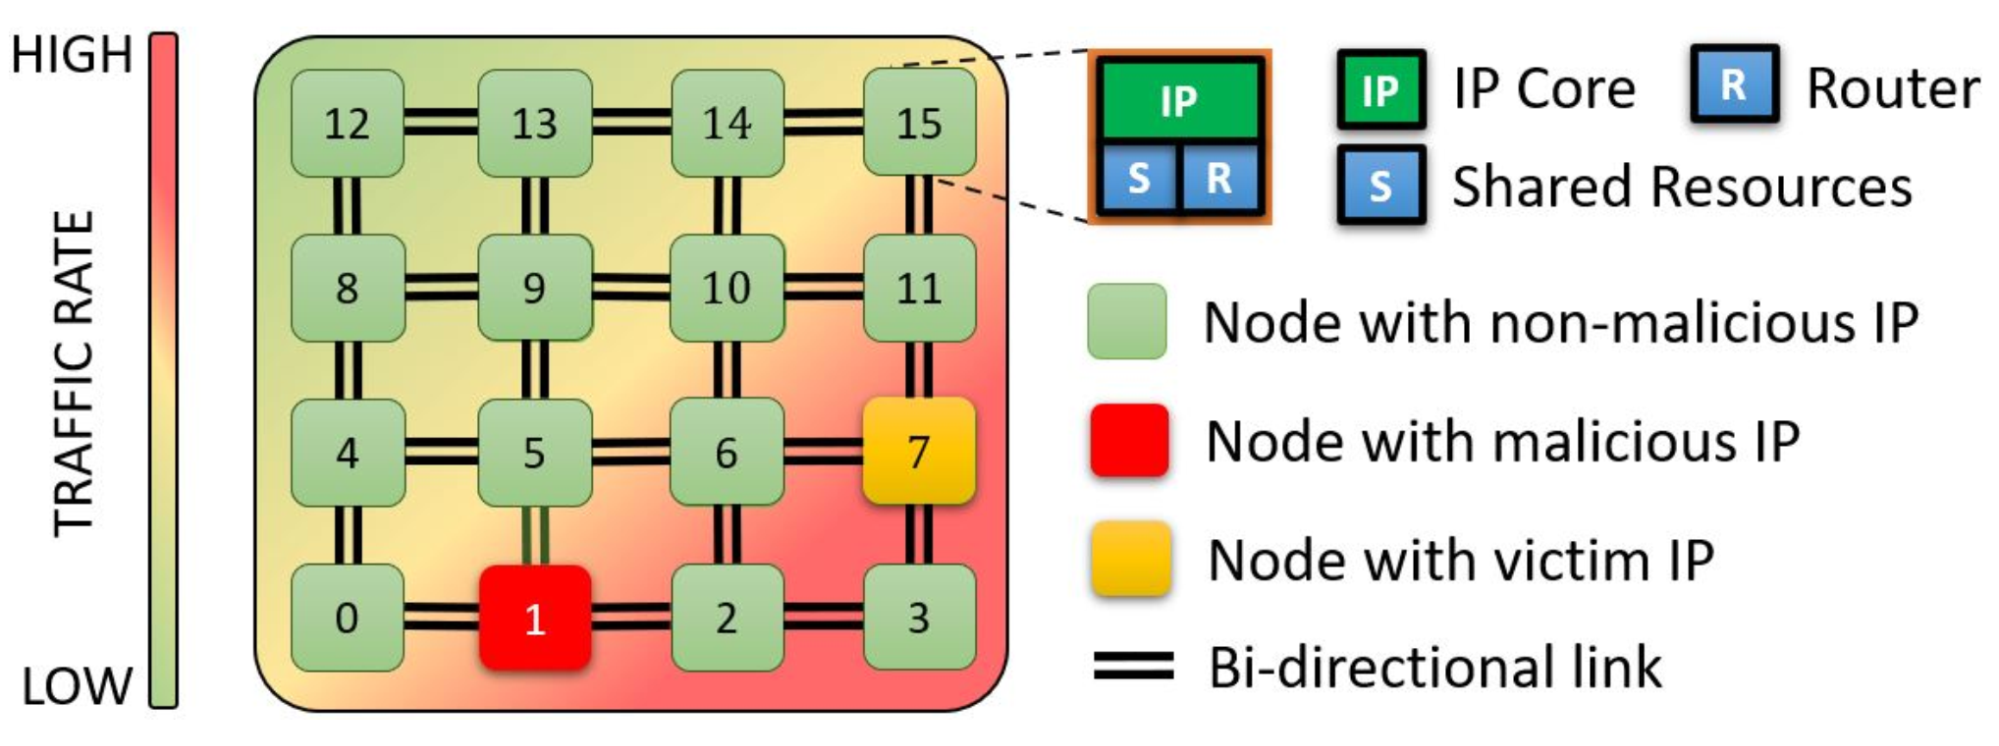 HIGH
TRAFFIC RATE
LOW
12 13 14 15
8 9 10 11
4 5 6 7
0 1 2 3
IP
S R
IP IP Core R Router
S Shared Resources
Node with non-malicious IP
Node with malicious IP
Node with victim IP
Bi-directional link